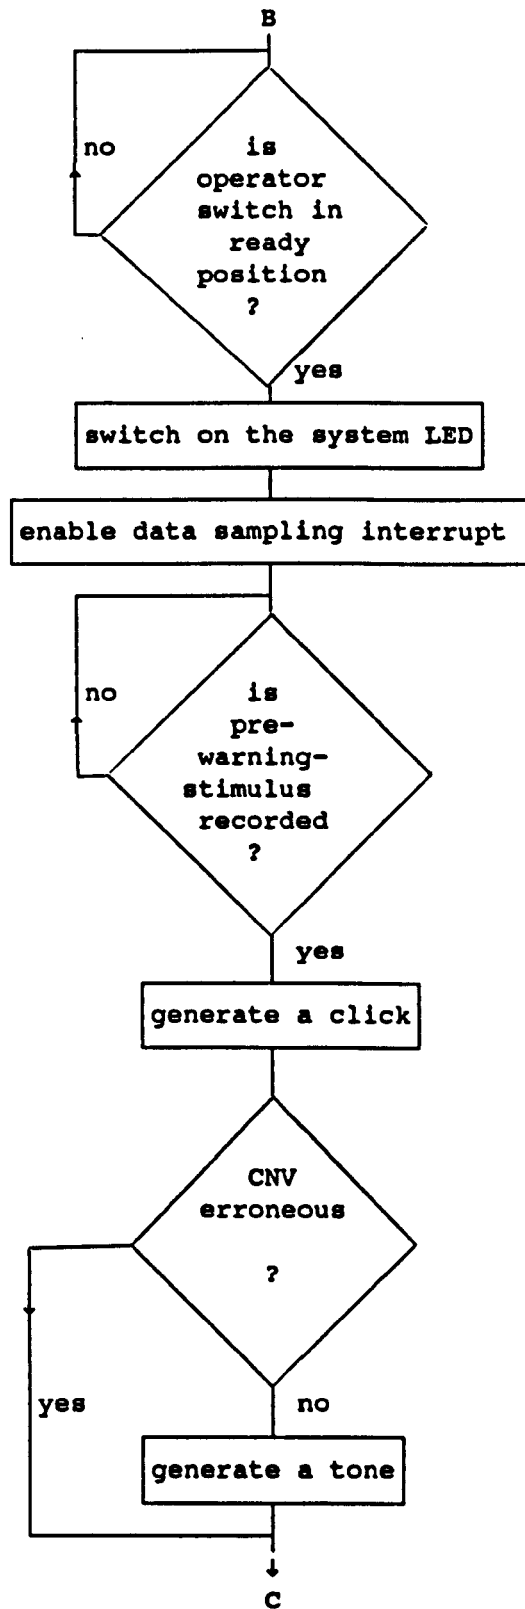 B
no
is
operator
switch in
ready
position
?
yes
switch on the system LED
enable data sampling interrupt
no
is
pre-
warning-
stimulus
recorded
?
yes
generate a click
CNV
erroneous
?
yes
no
generate a tone
C